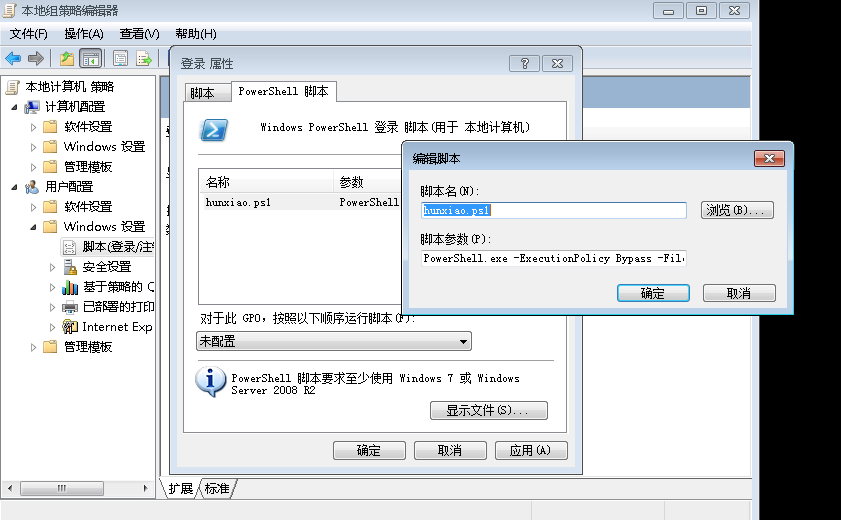 本地组策略编辑器
文件(F) 操作(A) 查看(V) 帮助(H)
本地计算机 策略
计算机配置
软件设置
Windows 设置
管理模板
用户配置
软件设置
Windows 设置
脚本(登录/注
安全设置
基于策略的 Q
已部署的打印
Internet Exp
管理模板
扩展 标准
登录 属性
脚本 PowerShell 脚本
Windows PowerShell 登录 脚本(用于 本地计算机)
名称 参数
hunxiao.ps1 PowerShell
对于此 GPO，按照以下顺序运行脚本(F):
未配置
PowerShell 脚本要求至少使用 Windows 7 或 Windows
Server 2008 R2
显示文件(S)...
确定 取消 应用(A)
编辑脚本
脚本名(N):
hunxiao.ps1
浏览(B)...
脚本参数(P):
PowerShell.exe -ExecutionPolicy Bypass -File
确定 取消